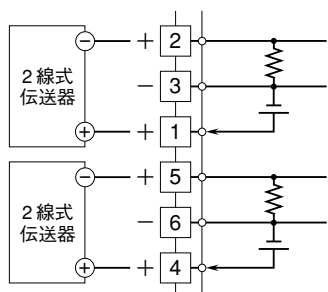 − + 2
2 線式
伝送器
− 3
+ + 1
− + 5
2 線式
伝送器
− 6
+ + 4